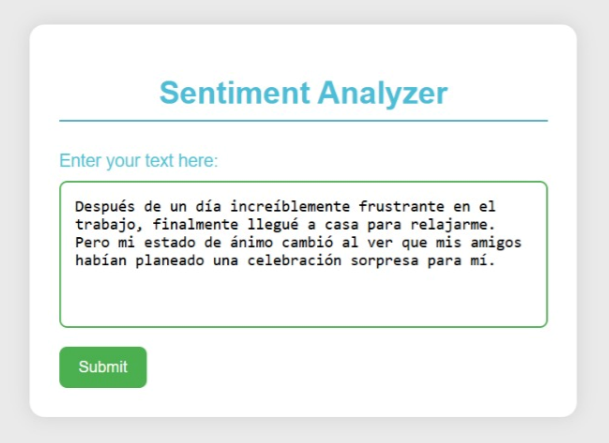 Sentiment Analyzer
Enter your text here:
Después de un día increíblemente frustrante en el
trabajo, finalmente llegué a casa para relajarme.
Pero mi estado de ánimo cambió al ver que mis amigos
habían planeado una celebración sorpresa para mí.
Submit